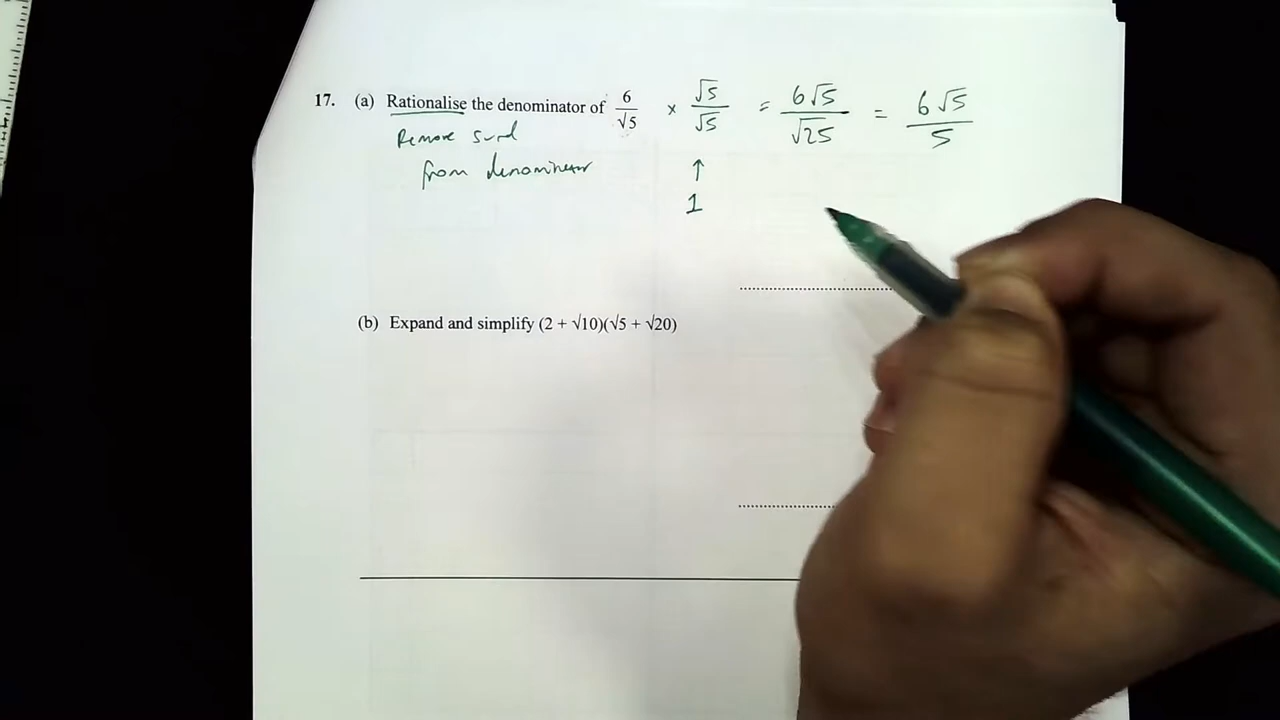 17. (a) Rationalise the denominator of 6/√5 × √5/√5 = 6√5/√25 = 6√5/5
Remove surd
from denominator
↑
1
(b) Expand and simplify (2 + √10)(√5 + √20)